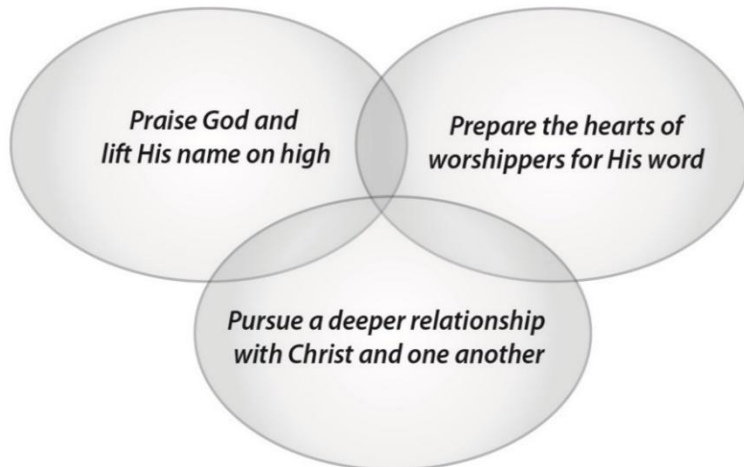 Praise God and
lift His name on high
Prepare the hearts of
worshippers for His word
Pursue a deeper relationship
with Christ and one another